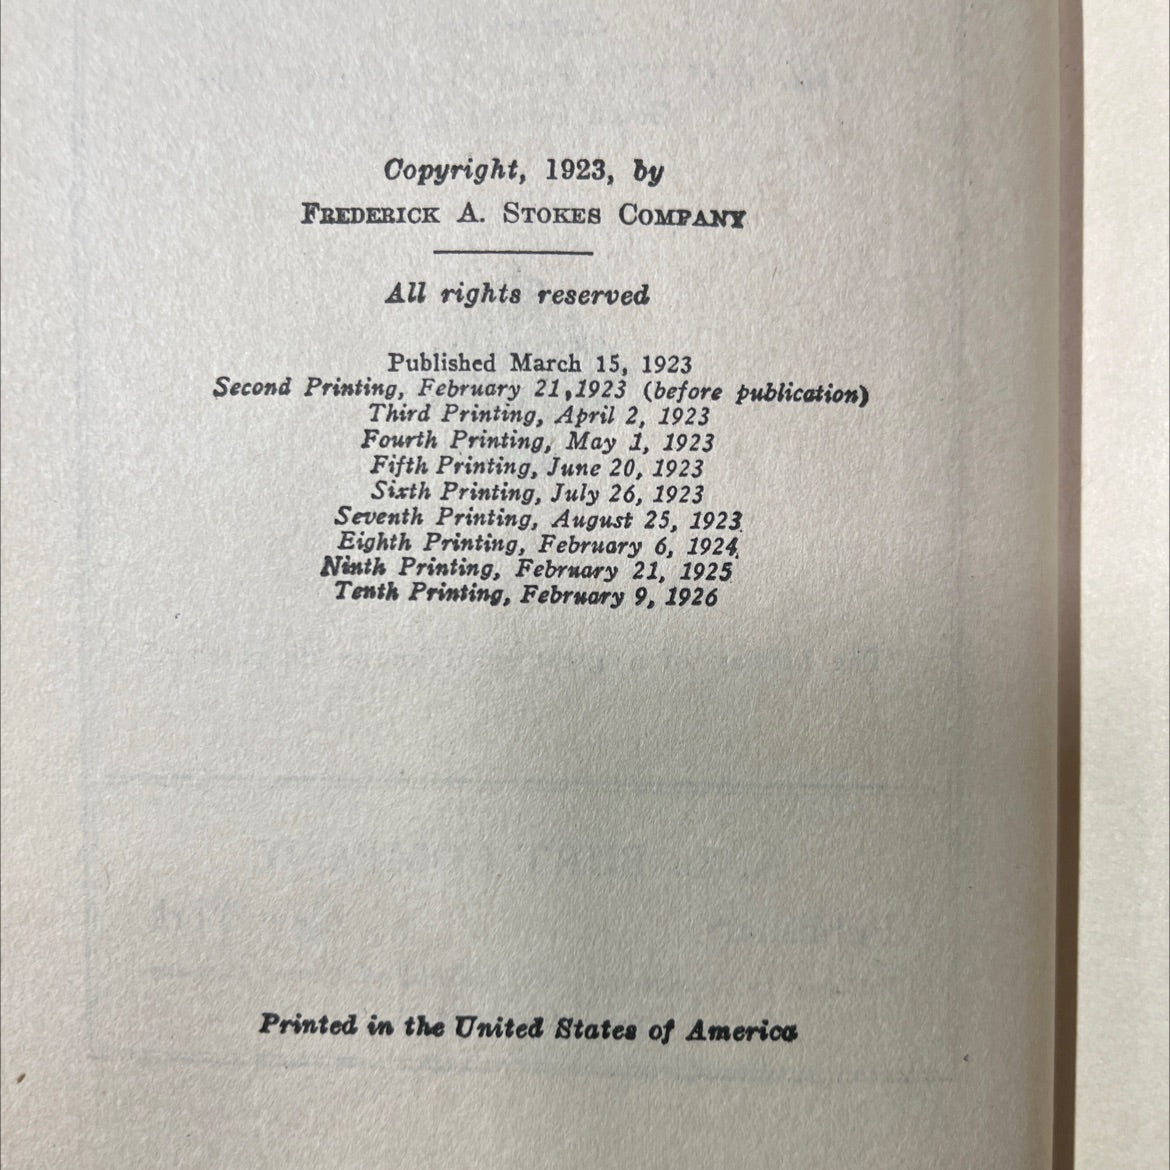 Copyright, 1923, by
FREDERICK A. STOKES COMPANY
All rights reserved
Published March 15, 1923
Second Printing, February 21,1923 (before publication)
Third Printing, April 2, 1923
Fourth Printing, May 1, 1923
Fifth Printing, June 20, 1923
Sixth Printing, July 26, 1923
Seventh Printing, August 25, 1923.
Eighth Printing, February 6, 1924.
Ninth Printing, February 21, 1925
Tenth Printing, February 9, 1926
Printed in the United States of America